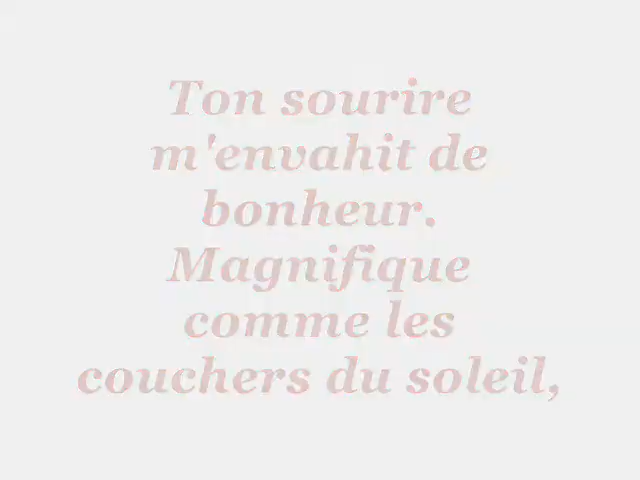 Ton sourire
m'envahit de
bonheur.
Magnifique
comme les
couchers du soleil,